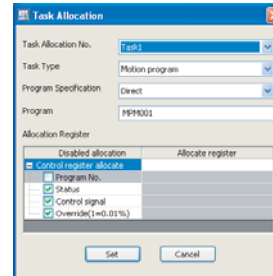 Task Allocation
Task Allocation No. Task1
Task Type Motion program
Program Specification Direct
Program MPM001
Allocation Register
Disabled allocation Allocate register
Control register allocate
Program No.
Status
Control signal
Override(1=0.01%)
Set Cancel